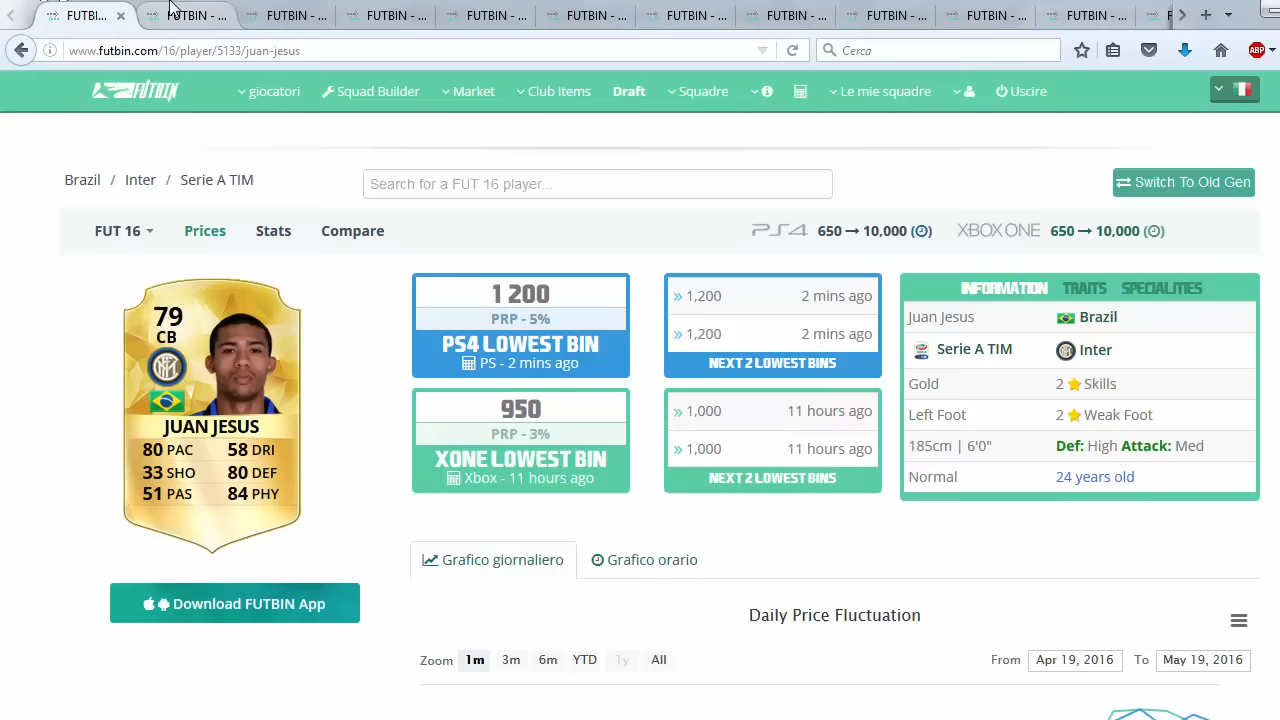 FUTBI...
FUTBIN - ...
FUTBIN - ...
FUTBIN - ...
FUTBIN - ...
FUTBIN - ...
FUTBIN - ...
FUTBIN - ...
FUTBIN - ...
FUTBIN - ...
FUTBIN - ...
www.futbin.com/16/player/5133/juan-jesus
Cerca
ABP
FUTBIN
giocatori
Squad Builder
Market
Club Items
Draft
Squadre
Le mie squadre
Uscire
Brazil / Inter / Serie A TIM
Search for a FUT 16 player...
Switch To Old Gen
FUT 16
Prices
Stats
Compare
PS4 650 → 10,000
XBOX ONE 650 → 10,000
79
CB
JUAN JESUS
80 PAC 58 DRI
33 SHO 80 DEF
51 PAS 84 PHY
Download FUTBIN App
1 200
PRP - 5%
PS4 LOWEST BIN
PS - 2 mins ago
» 1,200 2 mins ago
» 1,200 2 mins ago
NEXT 2 LOWEST BINS
950
PRP - 3%
XONE LOWEST BIN
Xbox - 11 hours ago
» 1,000 11 hours ago
» 1,000 11 hours ago
NEXT 2 LOWEST BINS
INFORMATION TRAITS SPECIALITIES
Juan Jesus Brazil
Serie A TIM Inter
Gold 2 Skills
Left Foot 2 Weak Foot
185cm | 6'0" Def: High Attack: Med
Normal 24 years old
Grafico giornaliero
Grafico orario
Daily Price Fluctuation
Zoom 1m 3m 6m YTD 1y All
From Apr 19, 2016 To May 19, 2016